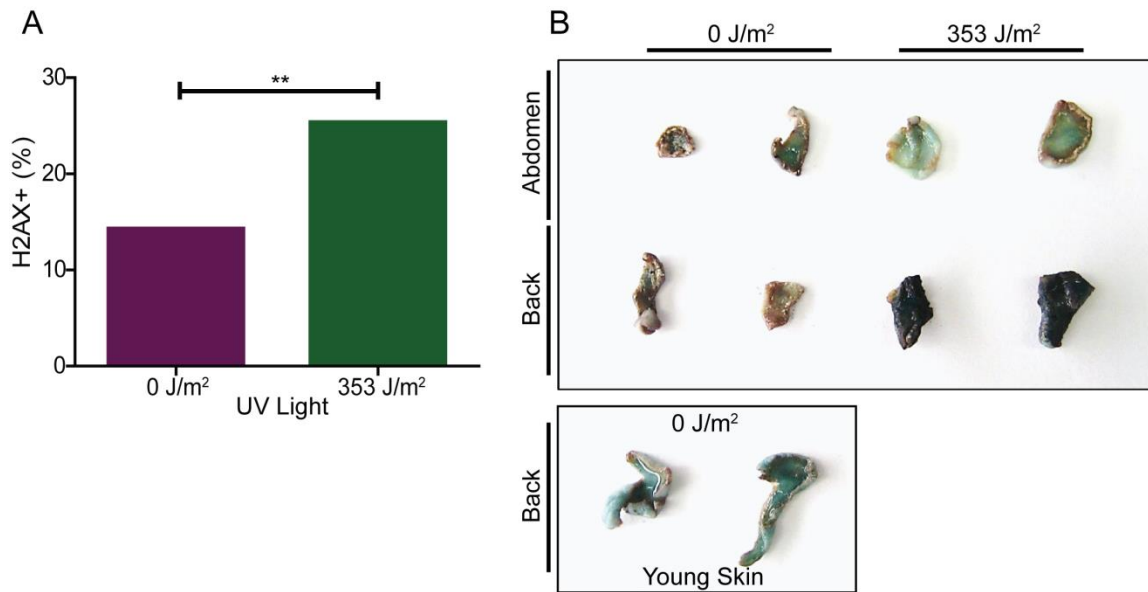 A
H2AX+ (%)
30
20
10
0
**
0 J/m²
353 J/m²
UV Light
B
0 J/m²
353 J/m²
Abdomen
Back
Back
0 J/m²
Young Skin